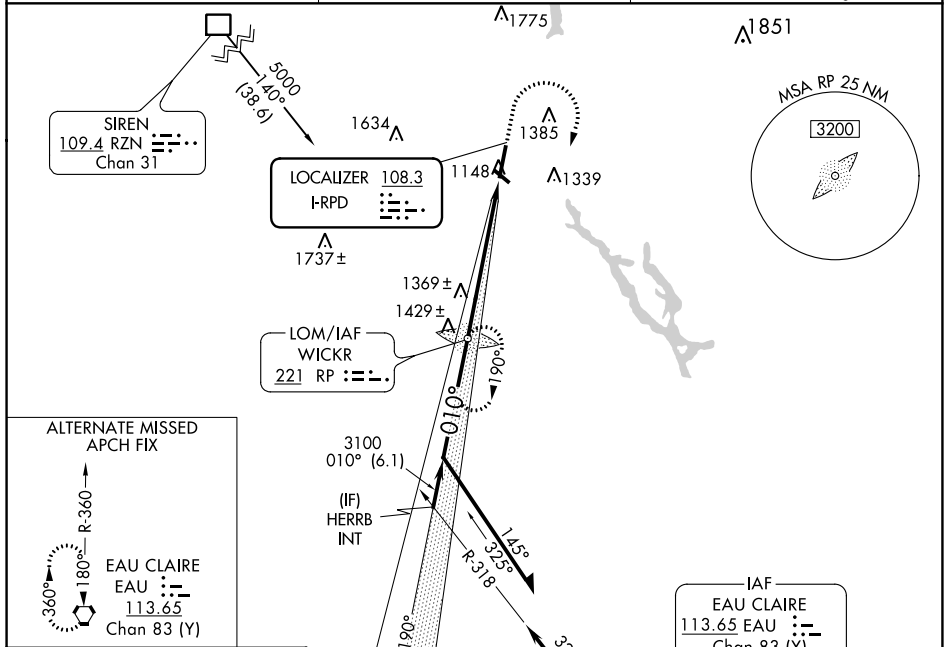 1775
1851
5000
140°
(38.6)
MSA RP 25 NM
3200
SIREN
109.4 RZN
Chan 31
1634
1385
1148
1339
LOCALIZER 108.3
I-RPD
1737±
1369±
1429±
LOM/IAF
WICKR
221 RP
190°
010°
ALTERNATE MISSED
APCH FIX
R-360
360°
180°
EAU CLAIRE
EAU
113.65
Chan 83 (Y)
3100
010° (6.1)
(IF)
HERRB
INT
145°
325°
R-318
190°
IAF
EAU CLAIRE
113.65 EAU
Chan 83 (Y)